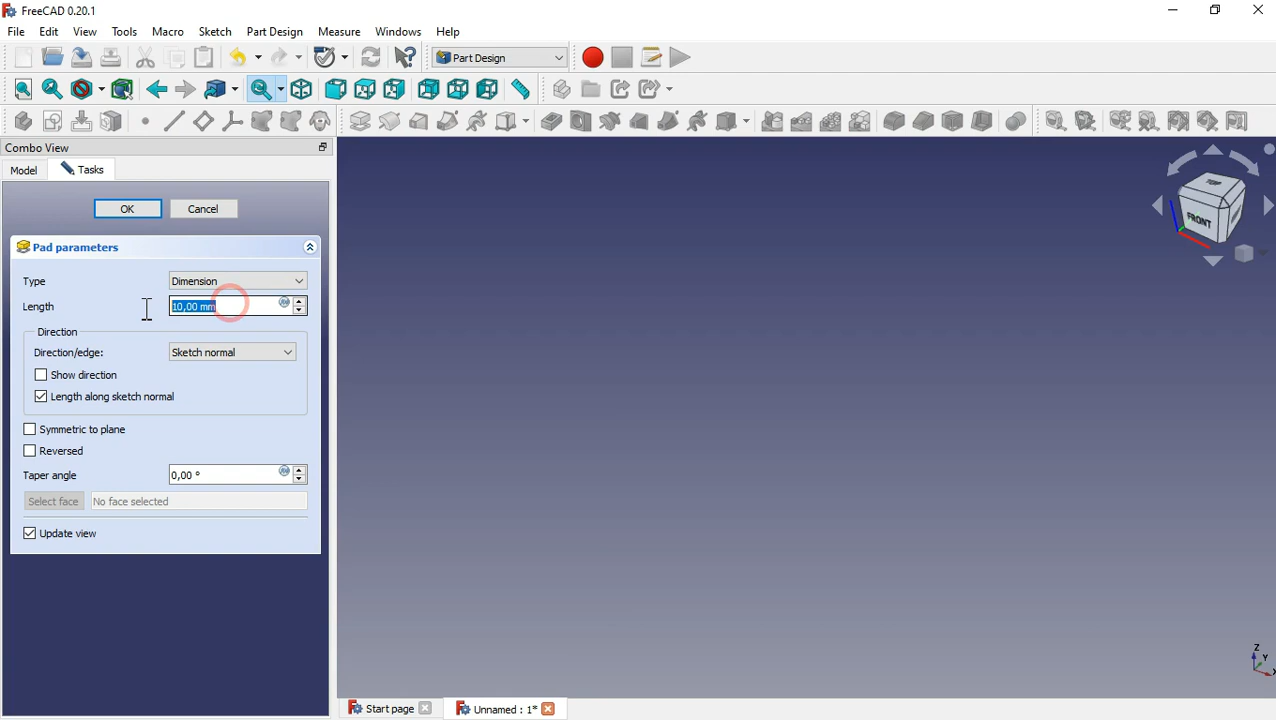 FreeCAD 0.20.1
File Edit View Tools Macro Sketch Part Design Measure Windows Help
Part Design
Combo View
Model Tasks
OK Cancel
Pad parameters
Type Dimension
Length 10,00 mm
Direction
Direction/edge: Sketch normal
Show direction
Length along sketch normal
Symmetric to plane
Reversed
Taper angle 0,00 °
Select face No face selected
Update view
TOP
FRONT
Z
Y
X
Start page Unnamed : 1*